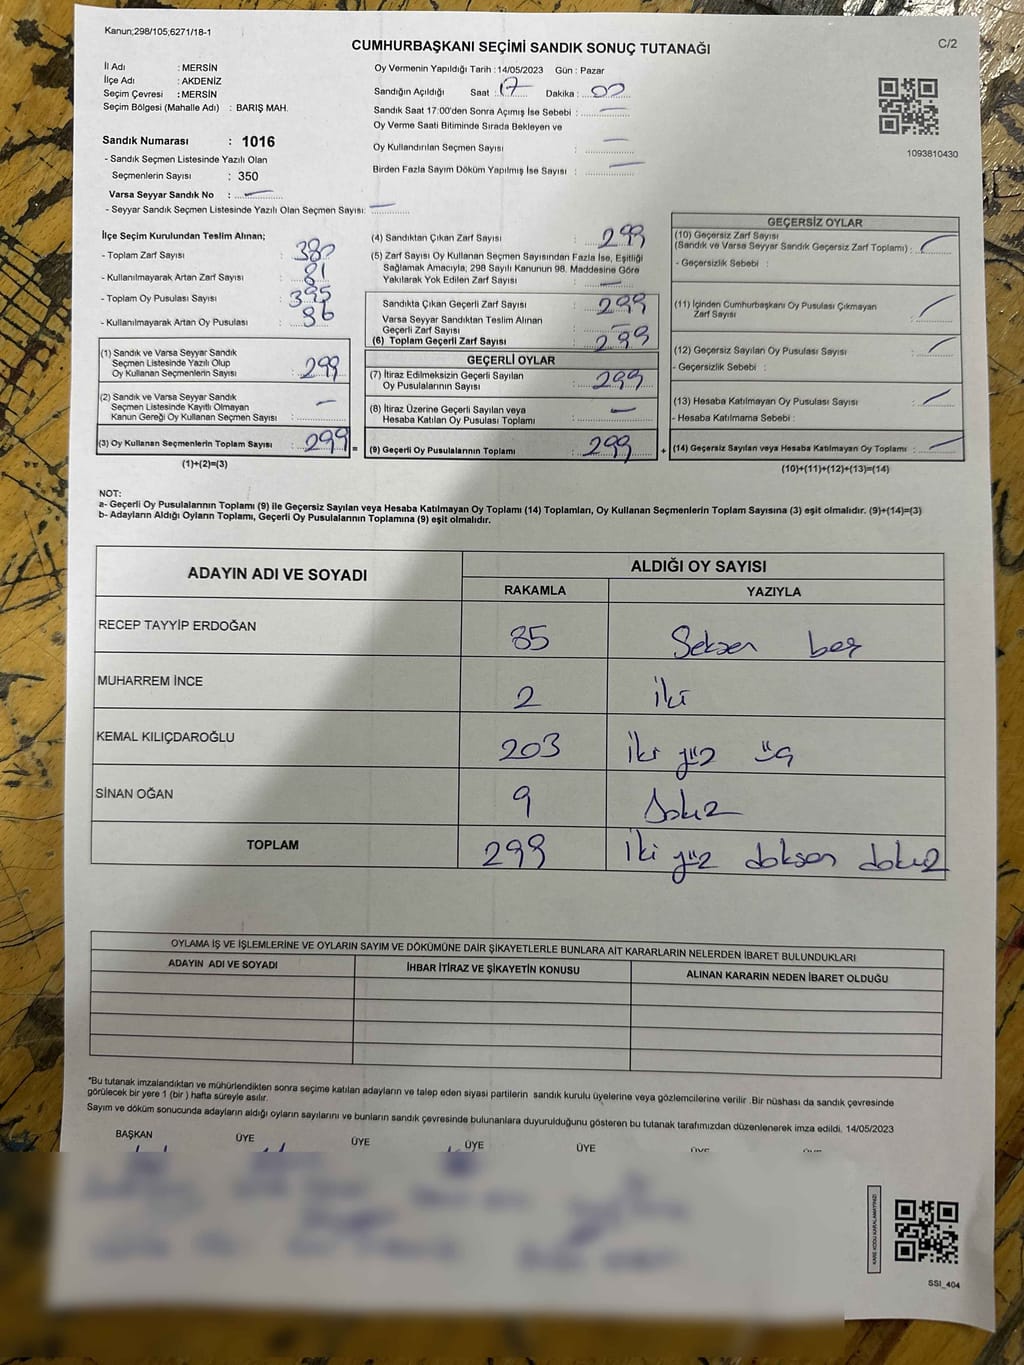 Kanun;298/105;6271/18-1
CUMHURBAŞKANI SEÇİMİ SANDIK SONUÇ TUTANAĞI
C/2
İl Adı : MERSİN
İlçe Adı : AKDENİZ
Seçim Çevresi : MERSİN
Seçim Bölgesi (Mahalle Adı) : BARIŞ MAH.
Sandık Numarası : 1016
- Sandık Seçmen Listesinde Yazılı Olan
Seçmenlerin Sayısı : 350
Varsa Seyyar Sandık No : —
- Seyyar Sandık Seçmen Listesinde Yazılı Olan Seçmen Sayısı: —
Oy Vermenin Yapıldığı Tarih : 14/05/2023 Gün : Pazar
Sandığın Açıldığı Saat : 17 Dakika : 00
Sandık Saat 17:00'den Sonra Açımış İse Sebebi : —
Oy Verme Saati Bitiminde Sırada Bekleyen ve
Oy Kullandırılan Seçmen Sayısı : —
Birden Fazla Sayım Döküm Yapılmış İse Sayısı : —
1093810430
İlçe Seçim Kurulundan Teslim Alınan;
- Toplam Zarf Sayısı : 380
- Kullanılmayarak Artan Zarf Sayısı : 81
- Toplam Oy Pusulası Sayısı : 395
- Kullanılmayarak Artan Oy Pusulası : 96
(1) Sandık ve Varsa Seyyar Sandık
Seçmen Listesinde Yazılı Olup
Oy Kullanan Seçmenlerin Sayısı : 299
(2) Sandık ve Varsa Seyyar Sandık
Seçmen Listesinde Kayıtlı Olmayan
Kanun Gereği Oy Kullanan Seçmen Sayısı : —
(3) Oy Kullanan Seçmenlerin Toplam Sayısı : 299 =
(1)+(2)=(3)
(4) Sandıktan Çıkan Zarf Sayısı : 299
(5) Zarf Sayısı Oy Kullanan Seçmen Sayısından Fazla İse, Eşitliği
Sağlamak Amacıyla, 298 Sayılı Kanunun 98. Maddesine Göre
Yakılarak Yok Edilen Zarf Sayısı : —
Sandıkta Çıkan Geçerli Zarf Sayısı : 299
Varsa Seyyar Sandıktan Teslim Alınan
Geçerli Zarf Sayısı : —
(6) Toplam Geçerli Zarf Sayısı : 299
GEÇERLİ OYLAR
(7) İtiraz Edilmeksizin Geçerli Sayılan
Oy Pusulalarının Sayısı : 299
(8) İtiraz Üzerine Geçerli Sayılan veya
Hesaba Katılan Oy Pusulası Toplamı : —
(9) Geçerli Oy Pusulalarının Toplamı : 299 +
GEÇERSİZ OYLAR
(10) Geçersiz Zarf Sayısı
(Sandık ve Varsa Seyyar Sandık Geçersiz Zarf Toplamı) : —
- Geçersizlik Sebebi :
(11) İçinden Cumhurbaşkanı Oy Pusulası Çıkmayan
Zarf Sayısı : —
(12) Geçersiz Sayılan Oy Pusulası Sayısı : —
- Geçersizlik Sebebi :
(13) Hesaba Katılmayan Oy Pusulası Sayısı : —
- Hesaba Katılmama Sebebi :
(14) Geçersiz Sayılan veya Hesaba Katılmayan Oy Toplamı : —
(10)+(11)+(12)+(13)=(14)
NOT:
a- Geçerli Oy Pusulalarının Toplamı (9) ile Geçersiz Sayılan veya Hesaba Katılmayan Oy Toplamı (14) Toplamları, Oy Kullanan Seçmenlerin Toplam Sayısına (3) eşit olmalıdır. (9)+(14)=(3)
b- Adayların Aldığı Oyların Toplamı, Geçerli Oy Pusulalarının Toplamına (9) eşit olmalıdır.
ADAYIN ADI VE SOYADI
ALDIĞI OY SAYISI
RAKAMLA YAZIYLA
RECEP TAYYİP ERDOĞAN 85 Seksen beş
MUHARREM İNCE 2 iki
KEMAL KILIÇDAROĞLU 203 iki yüz üç
SİNAN OĞAN 9 dokuz
TOPLAM 299 iki yüz doksan dokuz
OYLAMA İŞ VE İŞLEMLERİNE VE OYLARIN SAYIM VE DÖKÜMÜNE DAİR ŞİKAYETLERLE BUNLARA AİT KARARLARIN NELERDEN İBARET BULUNDUKLARI
ADAYIN ADI VE SOYADI İHBAR İTİRAZ VE ŞİKAYETİN KONUSU ALINAN KARARIN NEDEN İBARET OLDUĞU
*Bu tutanak imzalandıktan ve mühürlendikten sonra seçime katılan adayların ve talep eden siyasi partilerin sandık kurulu üyelerine veya gözlemcilerine verilir .Bir nüshası da sandık çevresinde
görülecek bir yere 1 (bir ) hafta süreyle asılır.
Sayım ve döküm sonucunda adayların aldığı oyların sayılarını ve bunların sandık çevresinde bulunanlara duyurulduğunu gösteren bu tutanak tarafımızdan düzenlenerek imza edildi. 14/05/2023
BAŞKAN ÜYE ÜYE ÜYE ÜYE
KARE KODU KARALAMAYINIZ!
SSI_404